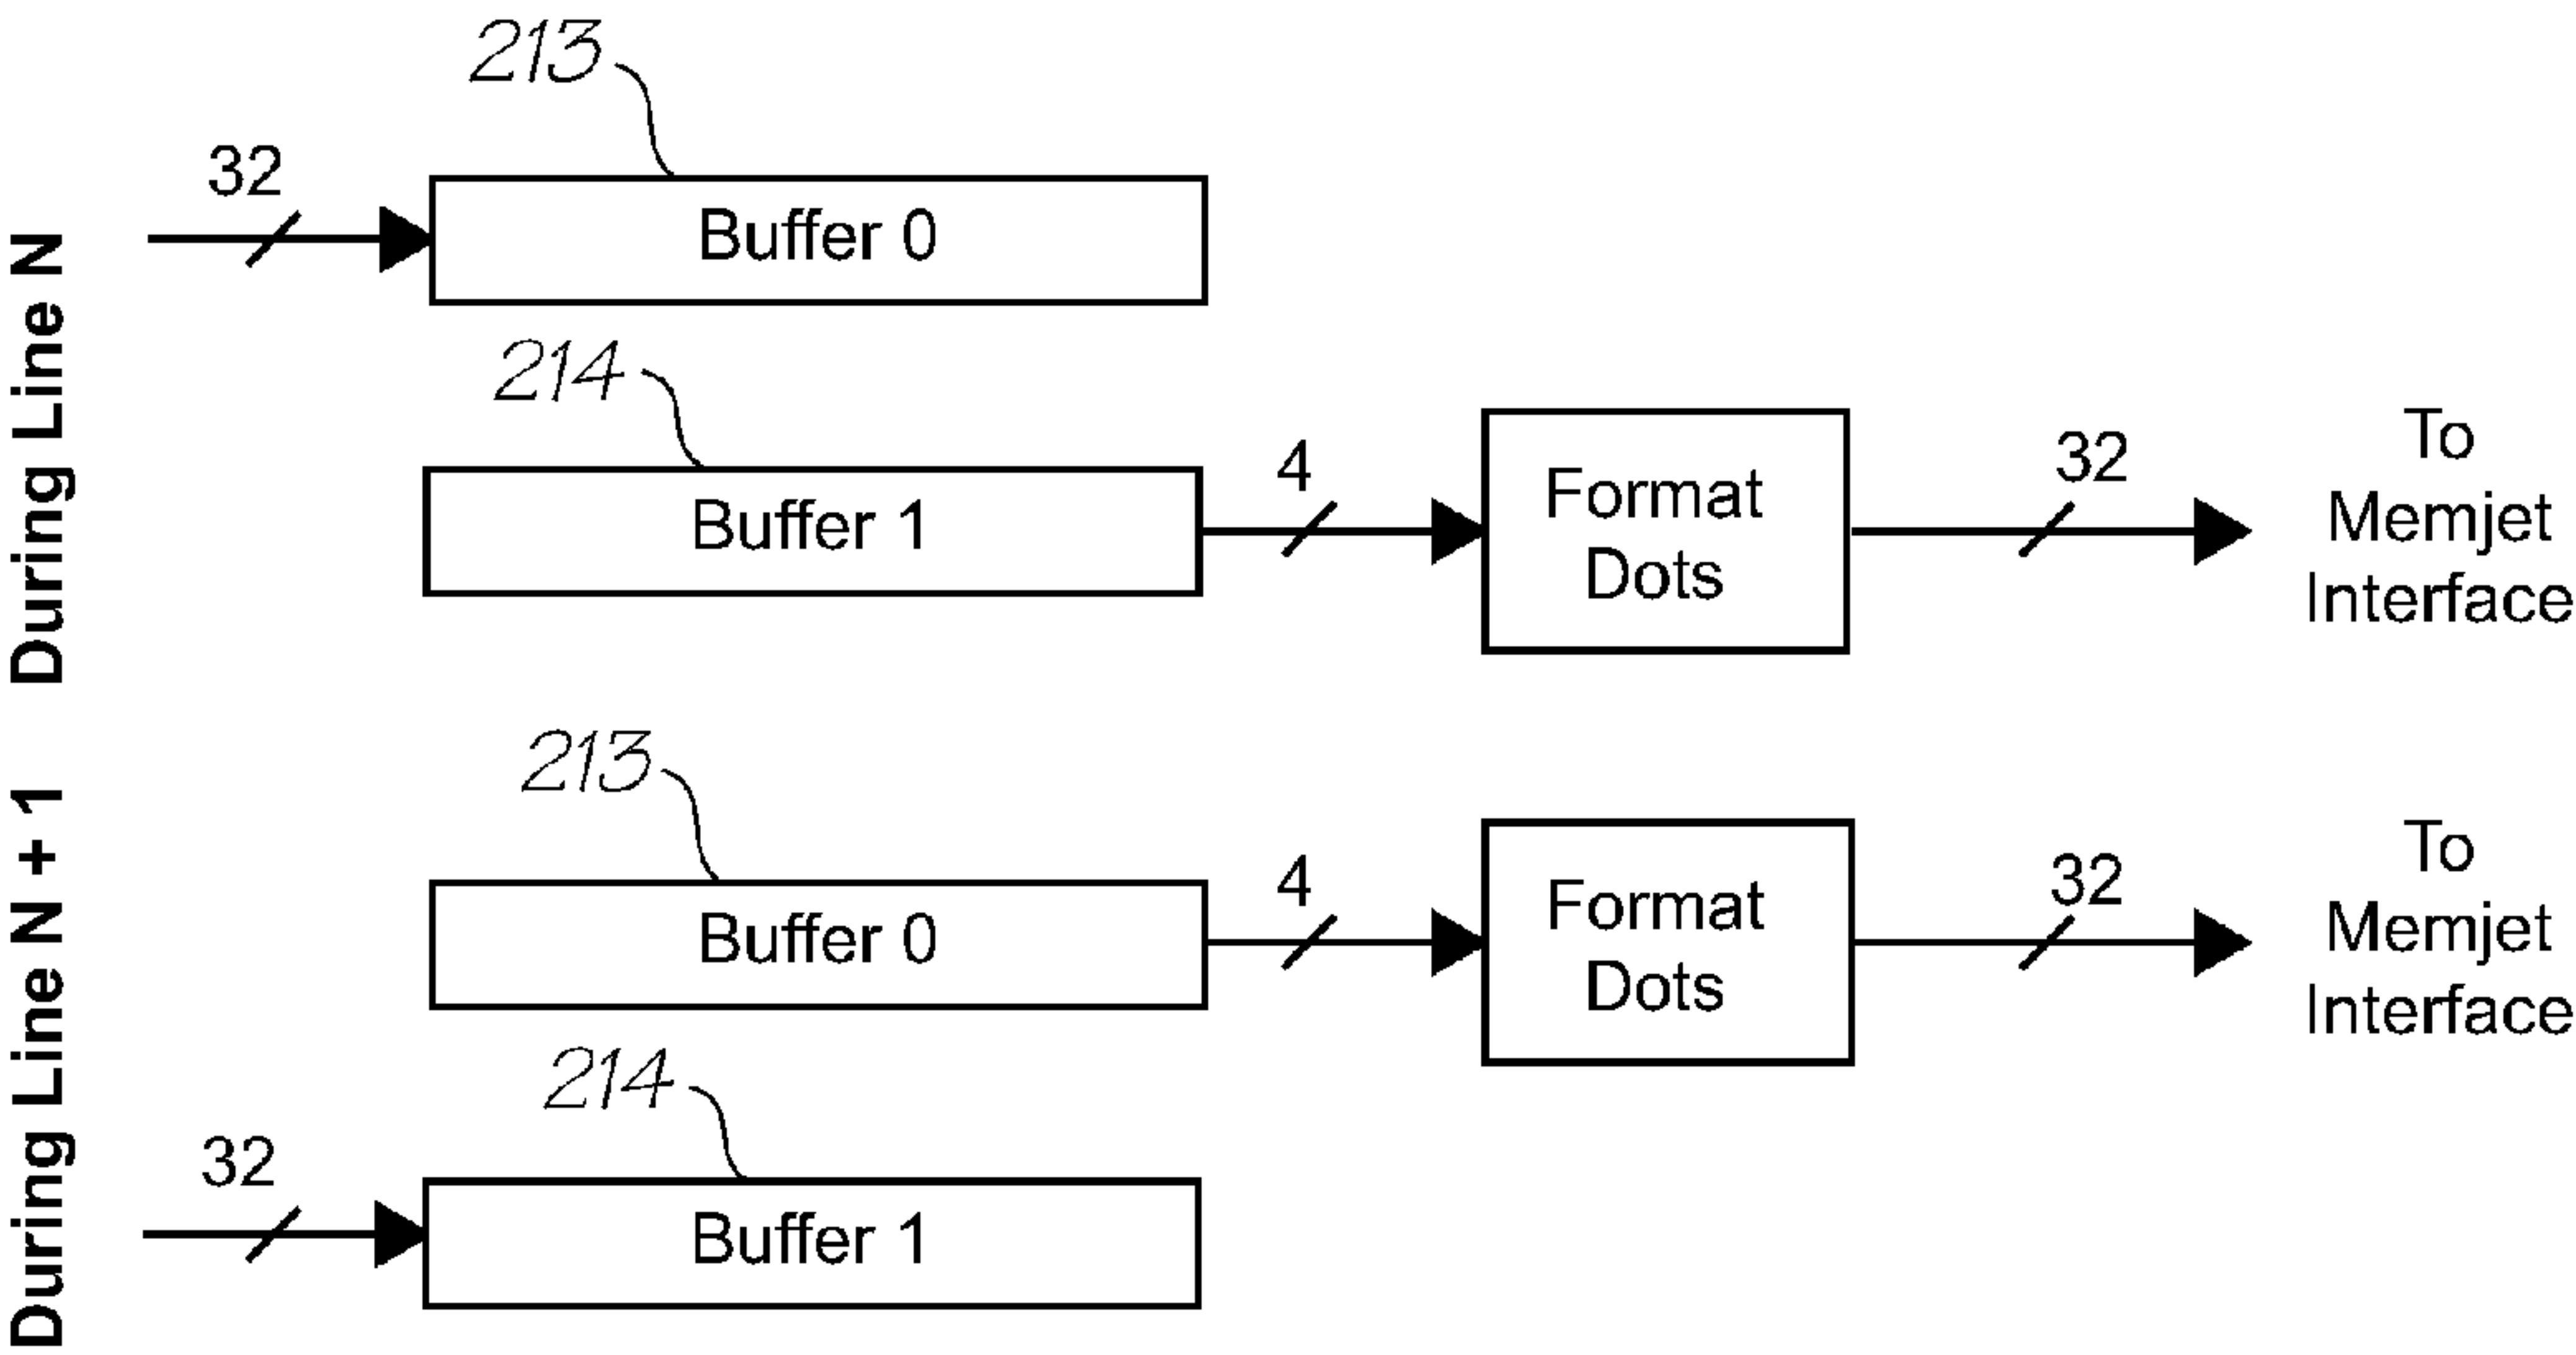 During Line N
213
32
Buffer 0
214
Buffer 1
4
Format
Dots
32
To
Memjet
Interface
During Line N + 1
213
Buffer 0
4
Format
Dots
32
To
Memjet
Interface
214
32
Buffer 1